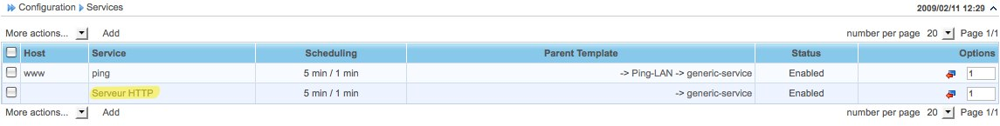 Configuration Services 2009/02/11 12:29
More actions... Add number per page 20 Page 1/1
Host Service Scheduling Parent Template Status Options
www ping 5 min / 1 min -> Ping-LAN -> generic-service Enabled 1
Serveur HTTP 5 min / 1 min -> generic-service Enabled 1
More actions... Add number per page 20 Page 1/1